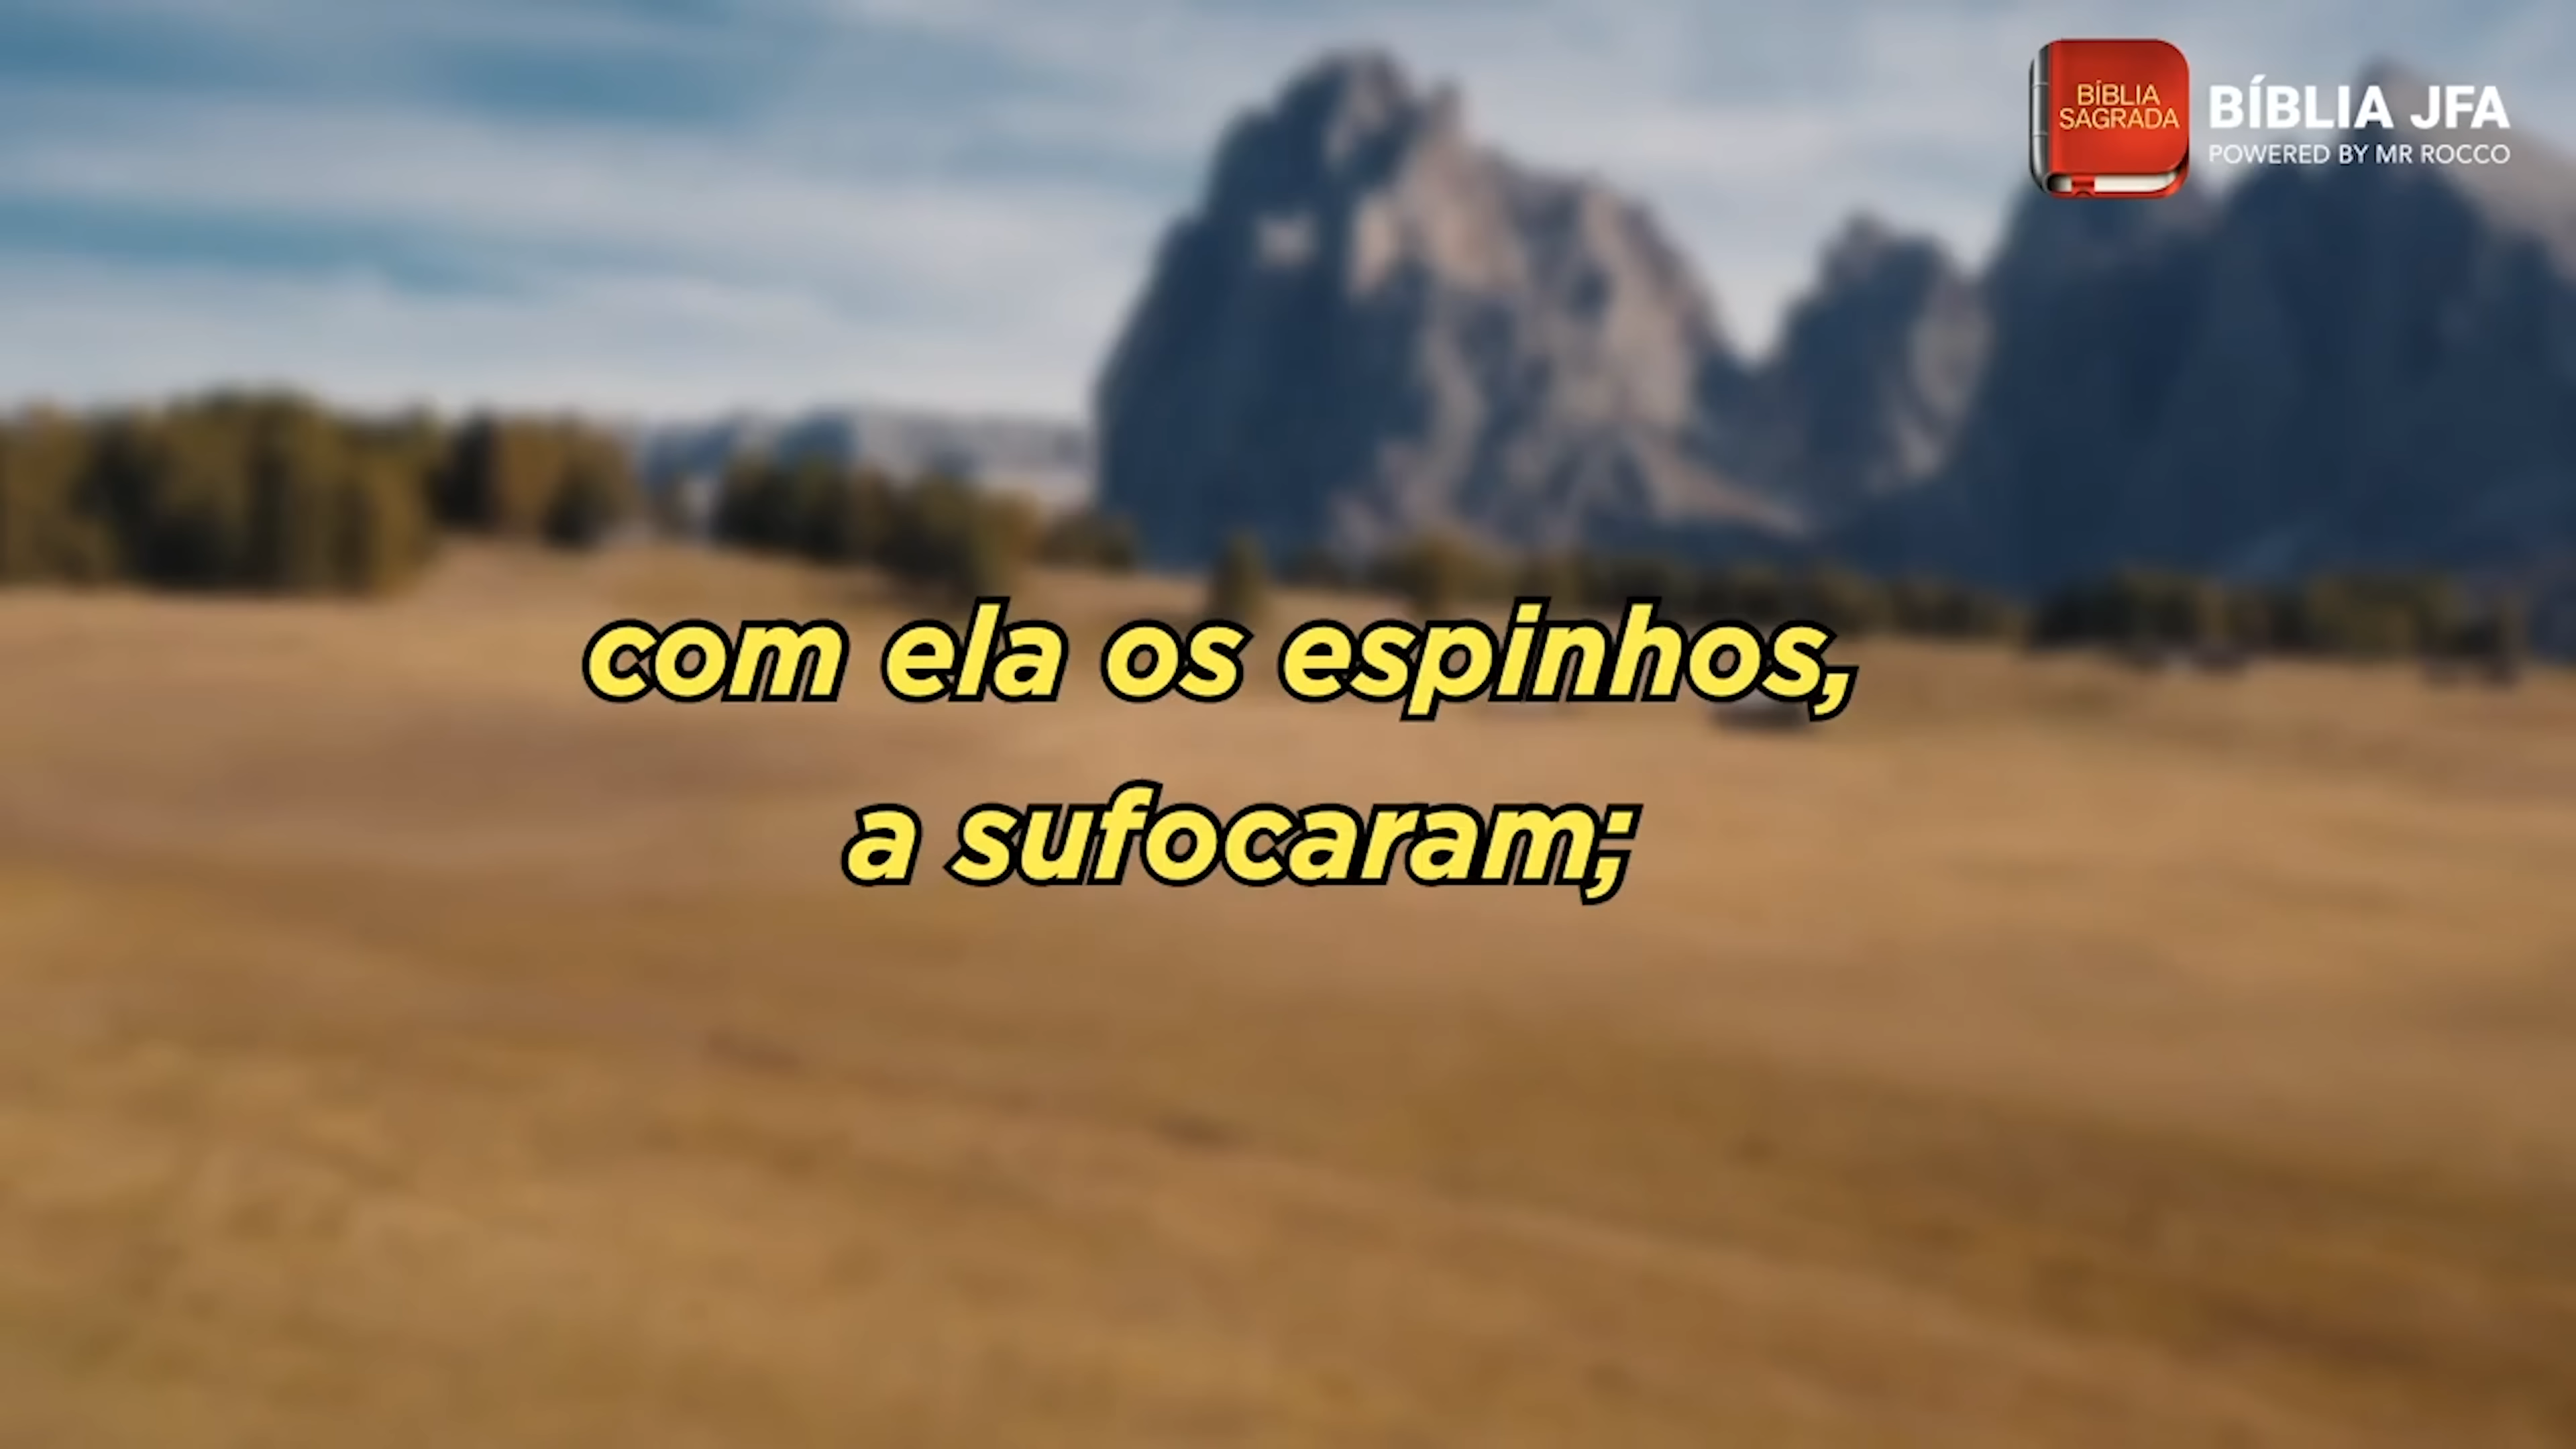 BÍBLIA
SAGRADA
BÍBLIA JFA
POWERED BY MR ROCCO
com ela os espinhos,
a sufocaram;